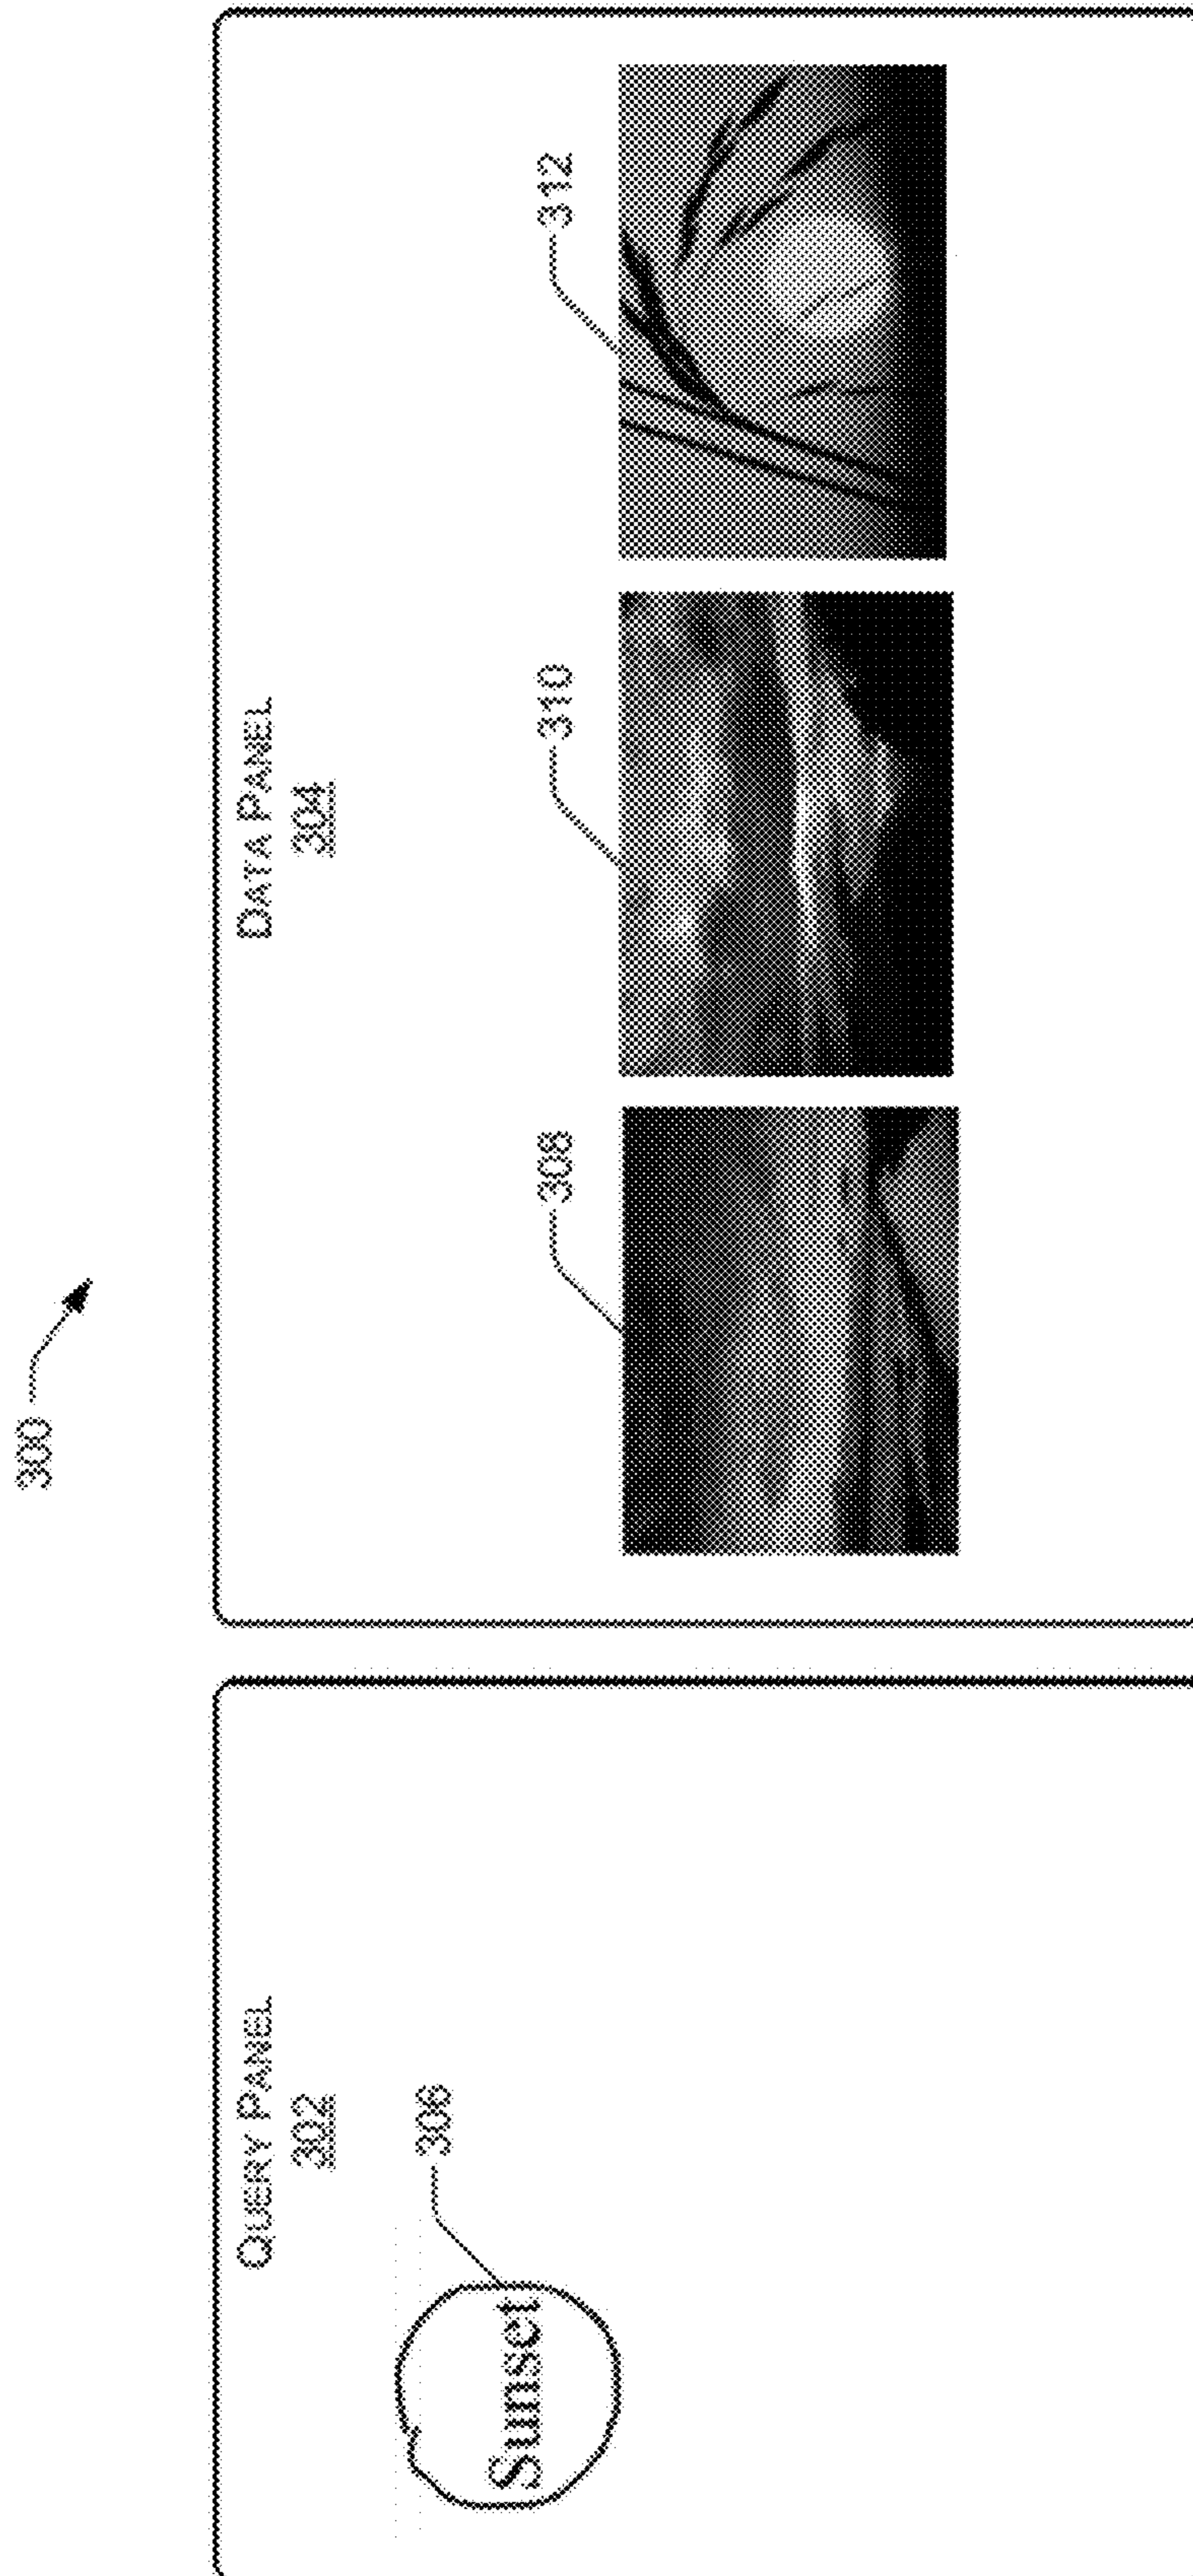 300
QUERY PANEL
302
306
Sunset
DATA PANEL
304
308
310
312